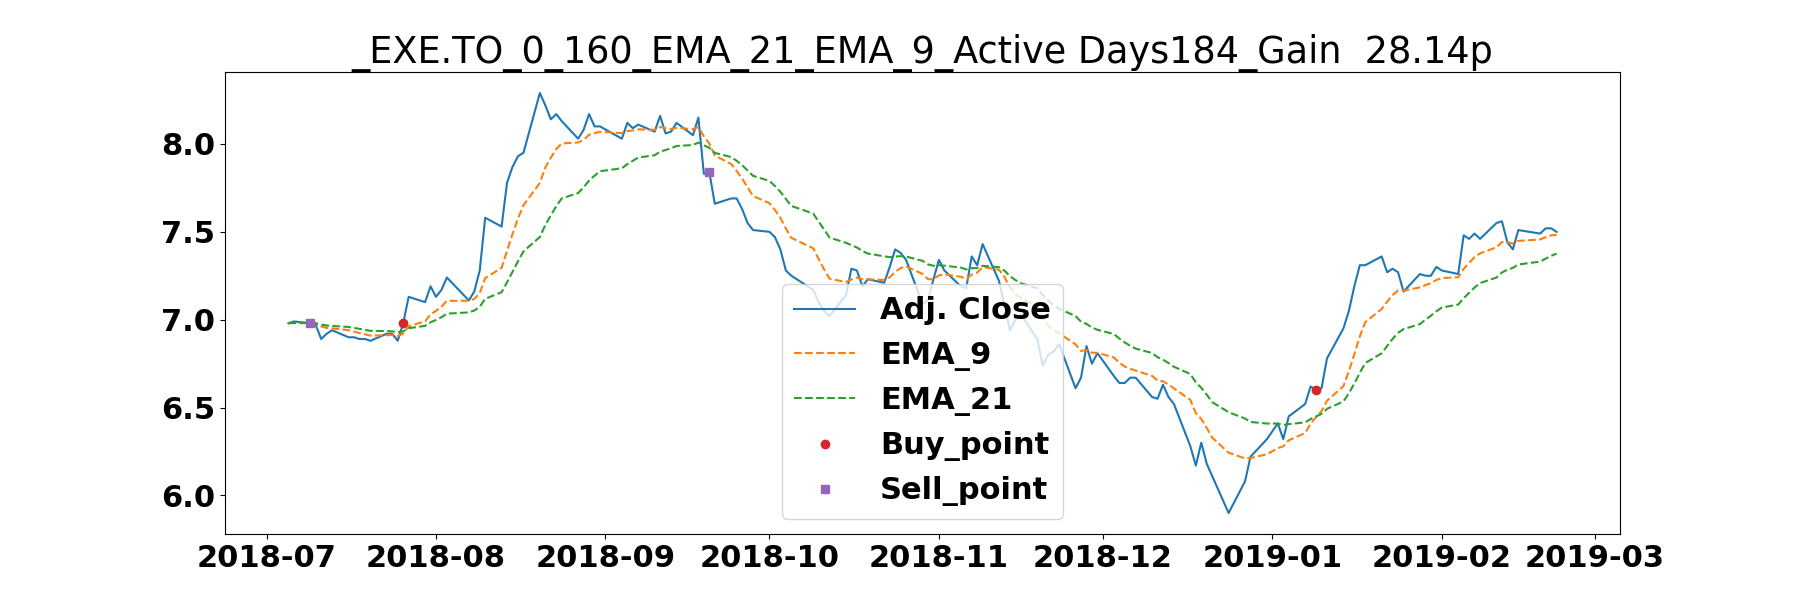 _EXE.TO_0_160_EMA_21_EMA_9_Active Days184_Gain  28.14p
8.0
7.5
7.0
6.5
6.0
Adj. Close
EMA_9
EMA_21
Buy_point
Sell_point
2018-07 2018-08 2018-09 2018-10 2018-11 2018-12 2019-01 2019-02 2019-03